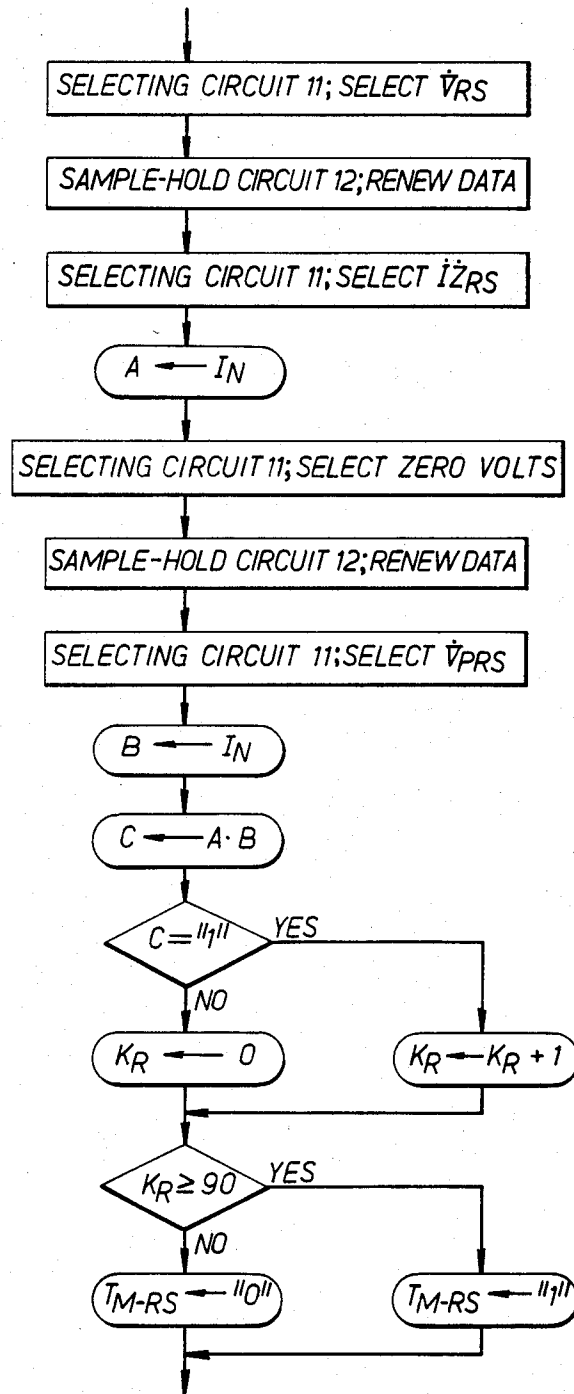 SELECTING CIRCUIT 11; SELECT V̇RS
SAMPLE-HOLD CIRCUIT 12; RENEW DATA
SELECTING CIRCUIT 11; SELECT İŻRS
A ← IN
SELECTING CIRCUIT 11; SELECT ZERO VOLTS
SAMPLE-HOLD CIRCUIT 12; RENEW DATA
SELECTING CIRCUIT 11; SELECT V̇PRS
B ← IN
C ← A·B
C = "1" YES
NO
KR ← 0 KR ← KR + 1
KR ≥ 90 YES
NO
TM-RS ← "0" TM-RS ← "1"